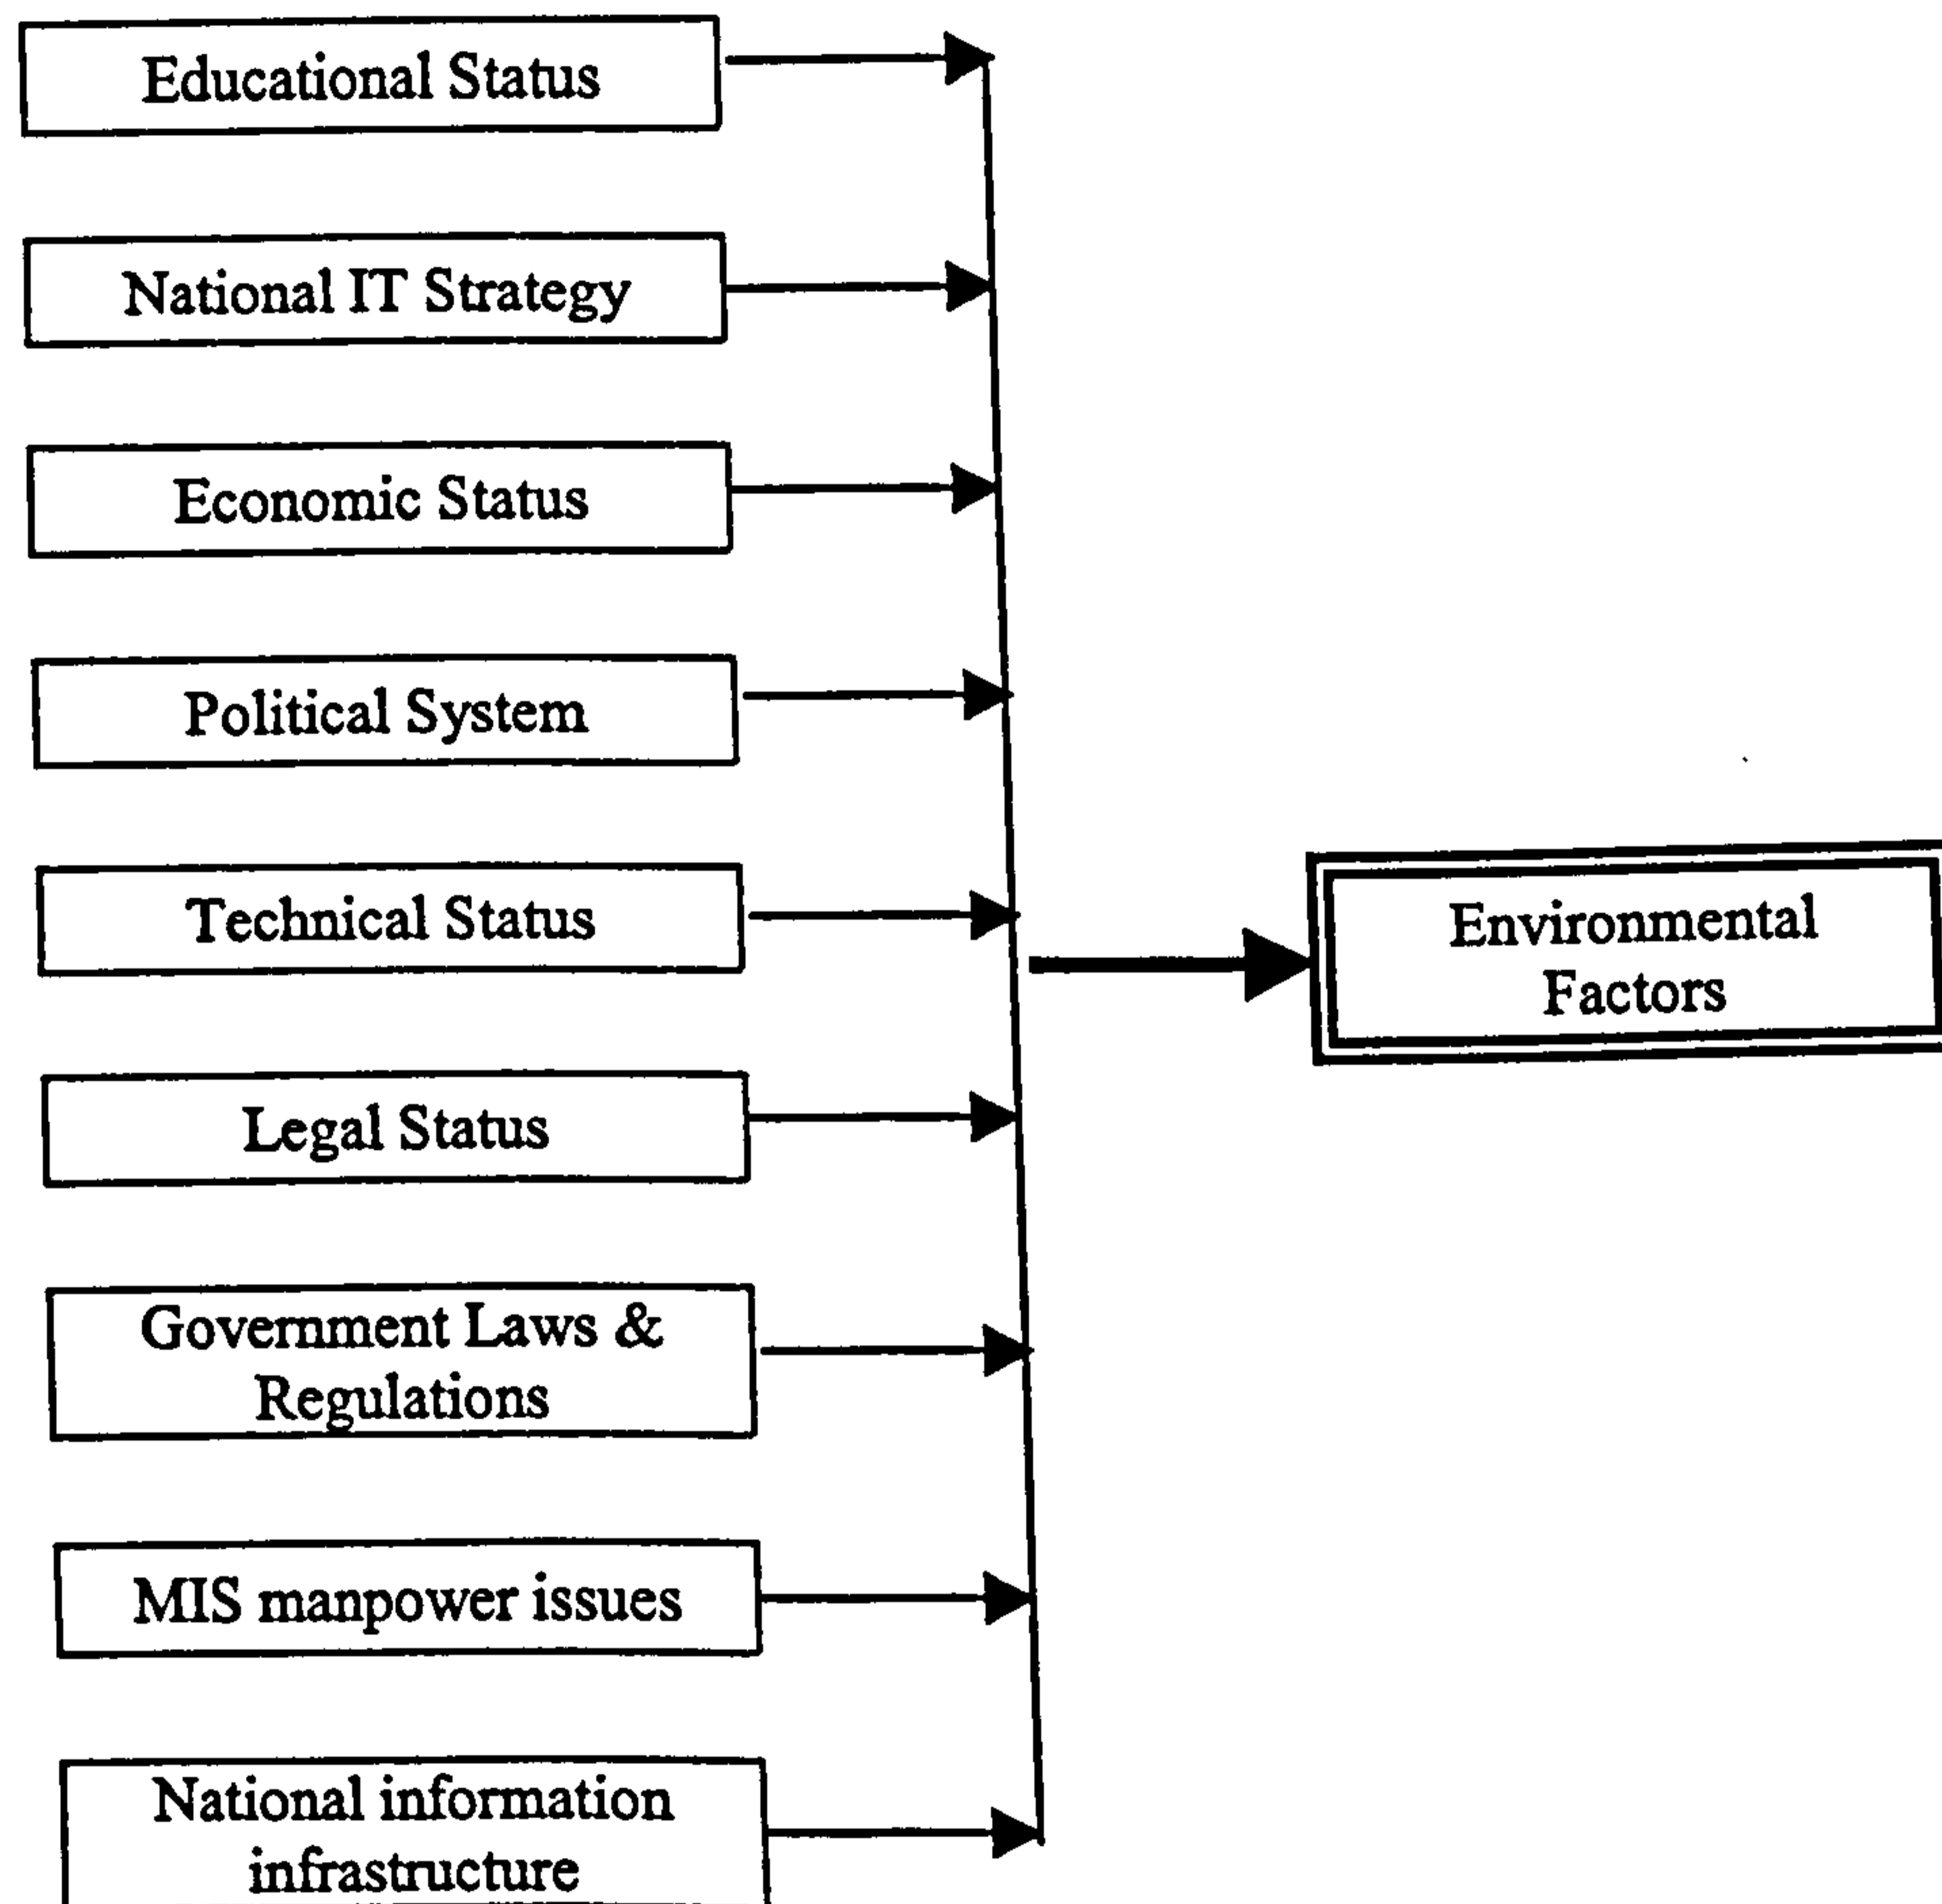 Educational Status
National IT Strategy
Economic Status
Political System
Technical Status
Environmental
Factors
Legal Status
Government Laws &
Regulations
MIS manpower issues
National information
infrastructure